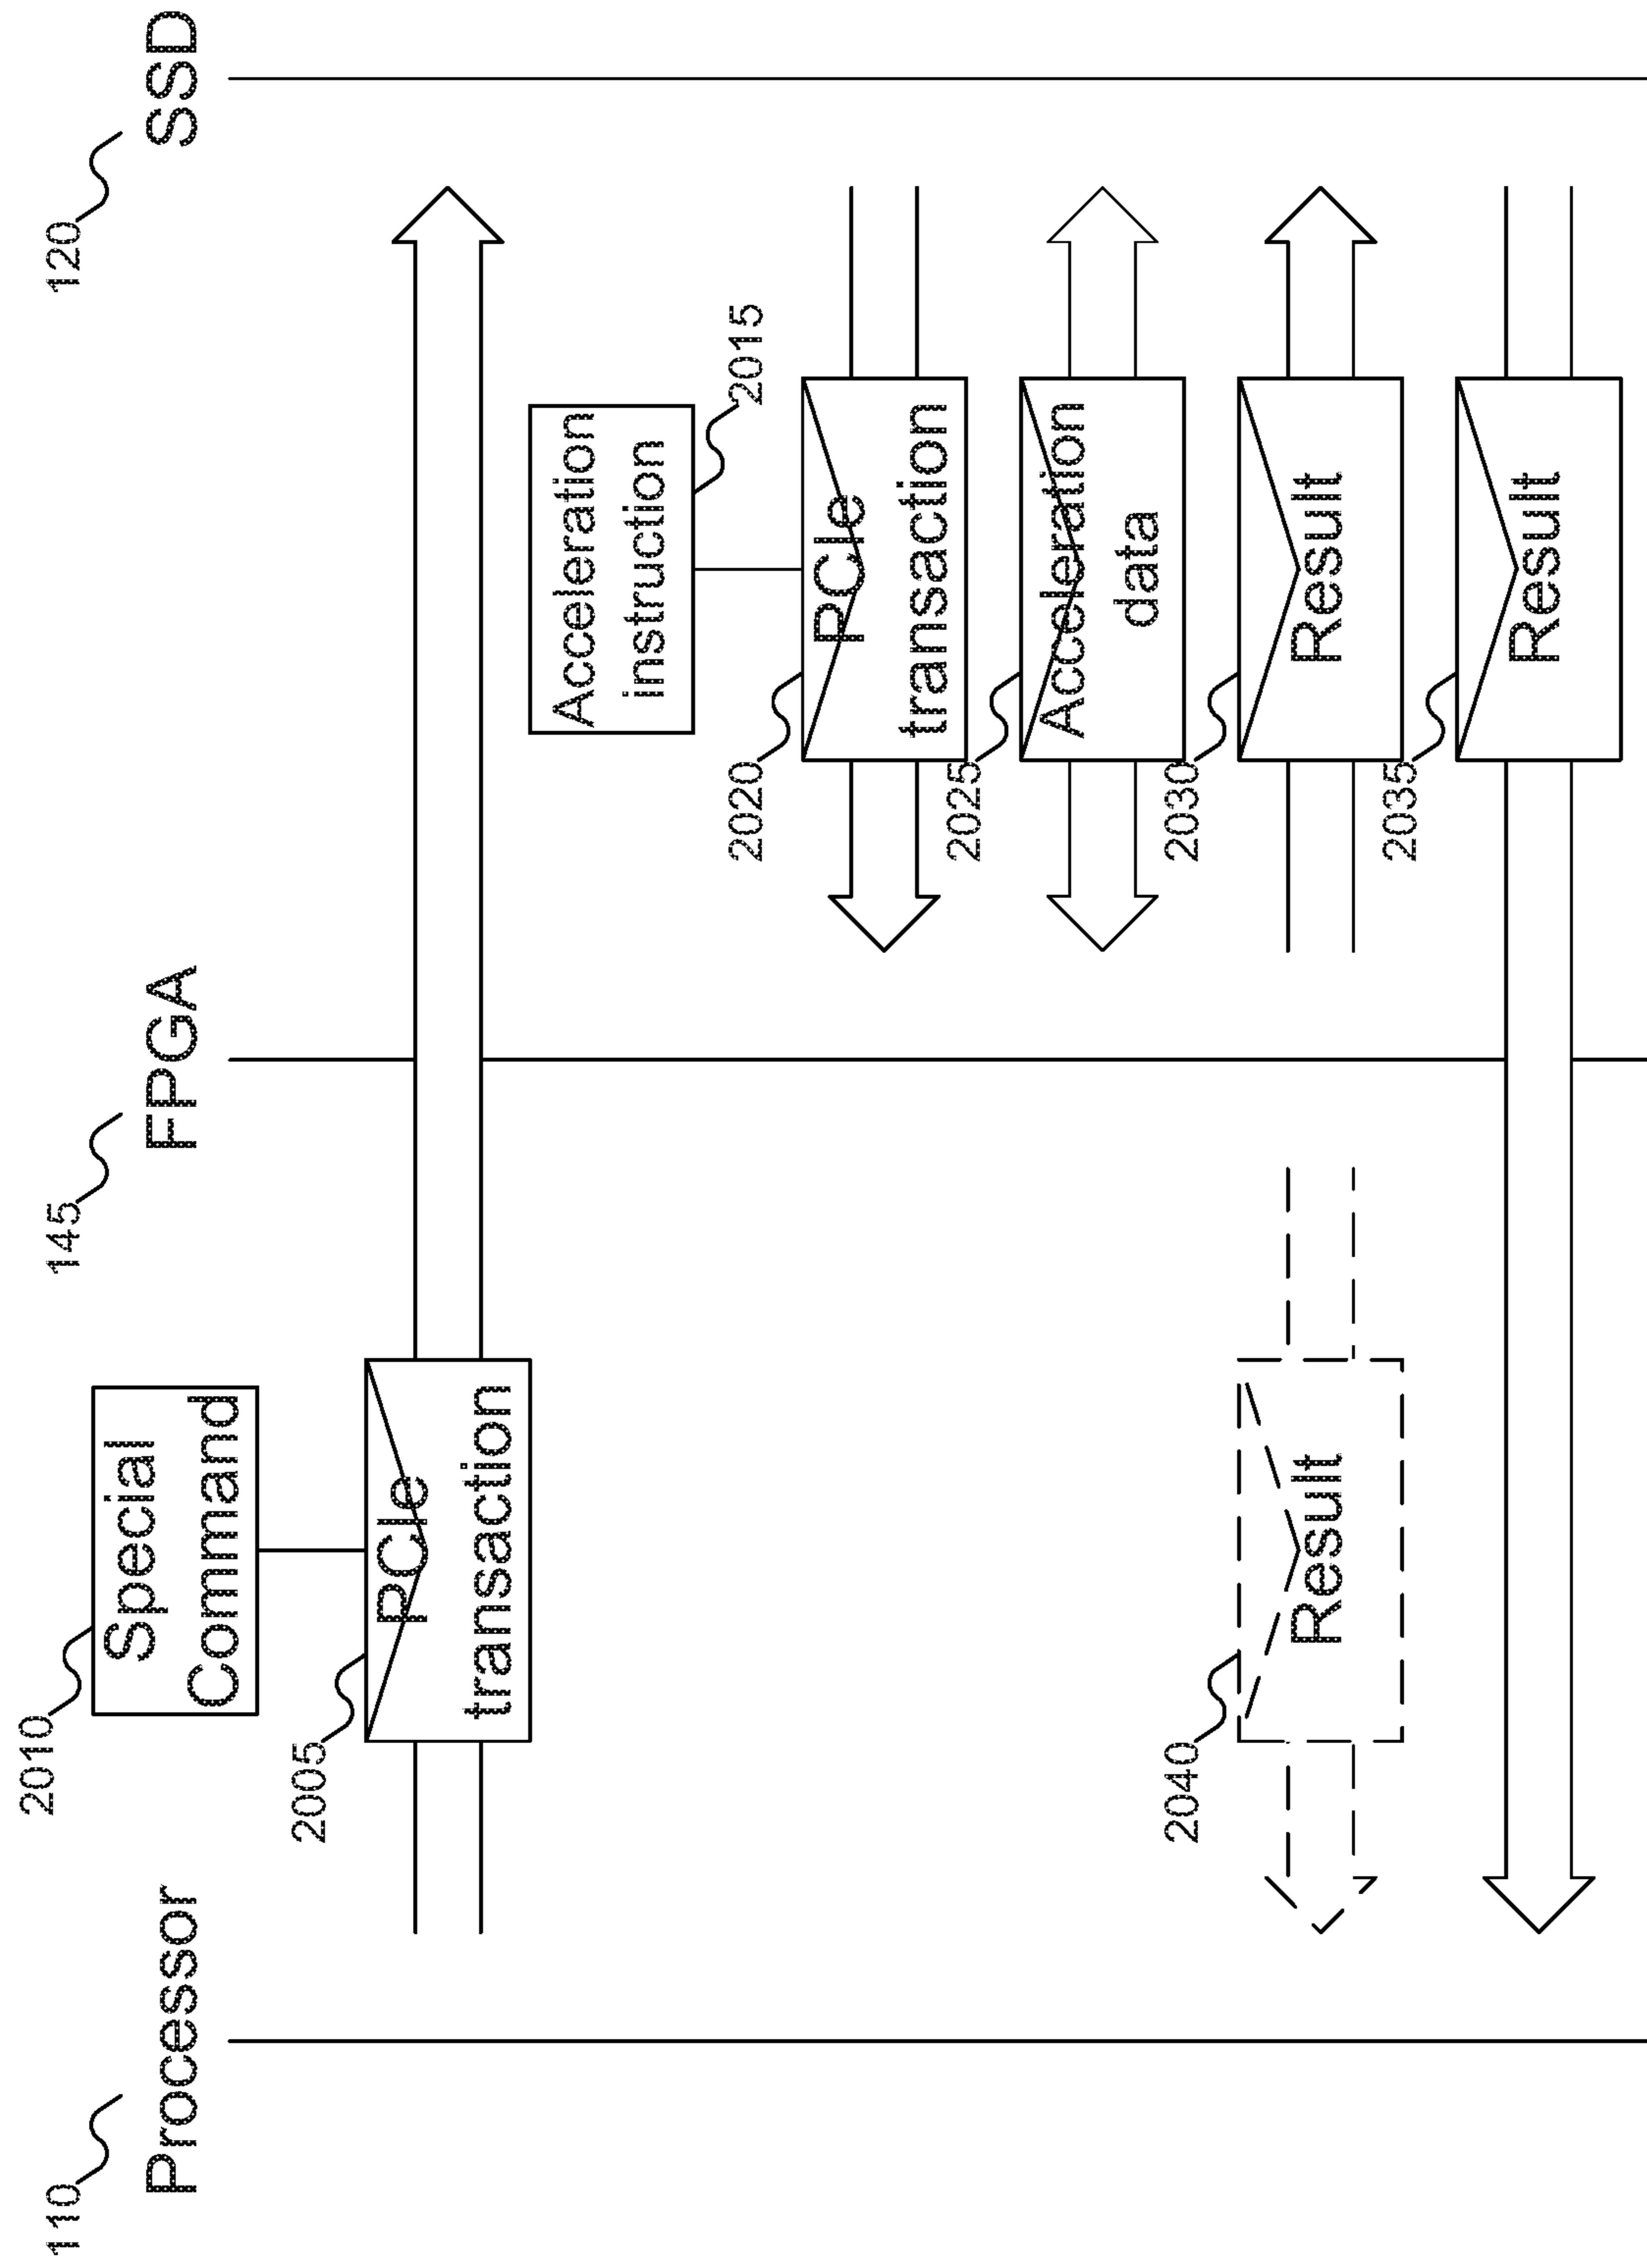 110
Processor
145
FPGA
120
SSD
2010
Special
Command
2005
PCIe
transaction
Acceleration
instruction
2015
2020
PCIe
transaction
2025
Acceleration
data
2030
Result
2040
Result
2035
Result